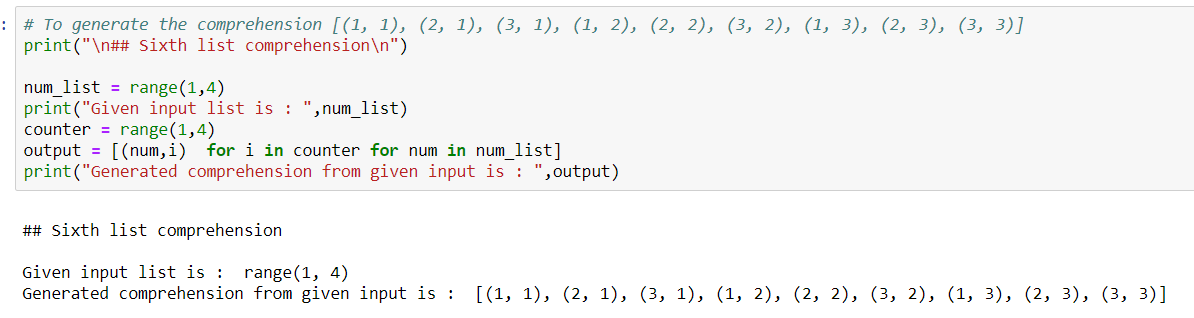 : # To generate the comprehension [(1, 1), (2, 1), (3, 1), (1, 2), (2, 2), (3, 2), (1, 3), (2, 3), (3, 3)]
print("\n## Sixth list comprehension\n")
num_list = range(1,4)
print("Given input list is : ",num_list)
counter = range(1,4)
output = [(num,i)  for i in counter for num in num_list]
print("Generated comprehension from given input is : ",output)
## Sixth list comprehension
Given input list is :  range(1, 4)
Generated comprehension from given input is :  [(1, 1), (2, 1), (3, 1), (1, 2), (2, 2), (3, 2), (1, 3), (2, 3), (3, 3)]